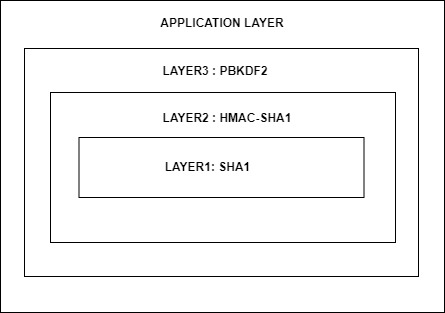 APPLICATION LAYER
LAYER3 : PBKDF2
LAYER2 : HMAC-SHA1
LAYER1: SHA1